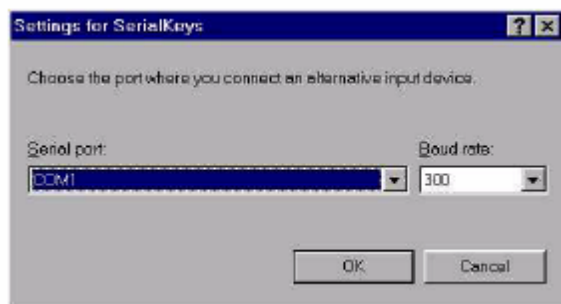 Settings for SerialKeys
Choose the port where you connect an alternative input device.
Serial port:
Baud rate:
COM1
300
OK
Cancel